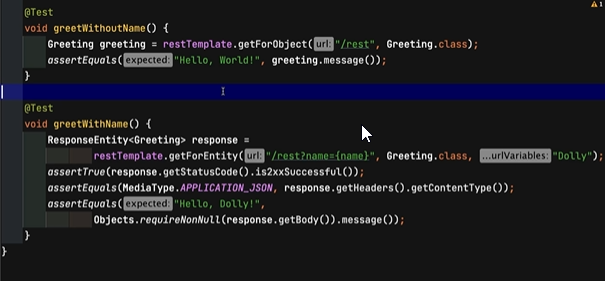 1
@Test
void greetWithoutName() {
Greeting greeting = restTemplate.getForObject( url: "/rest", Greeting.class);
assertEquals( expected: "Hello, World!", greeting.message());
}
@Test
void greetWithName() {
ResponseEntity<Greeting> response =
restTemplate.getForEntity( url: "/rest?name={name}", Greeting.class, ...urlVariables: "Dolly");
assertTrue(response.getStatusCode().is2xxSuccessful());
assertEquals(MediaType.APPLICATION_JSON, response.getHeaders().getContentType());
assertEquals( expected: "Hello, Dolly!",
Objects.requireNonNull(response.getBody()).message());
}
}